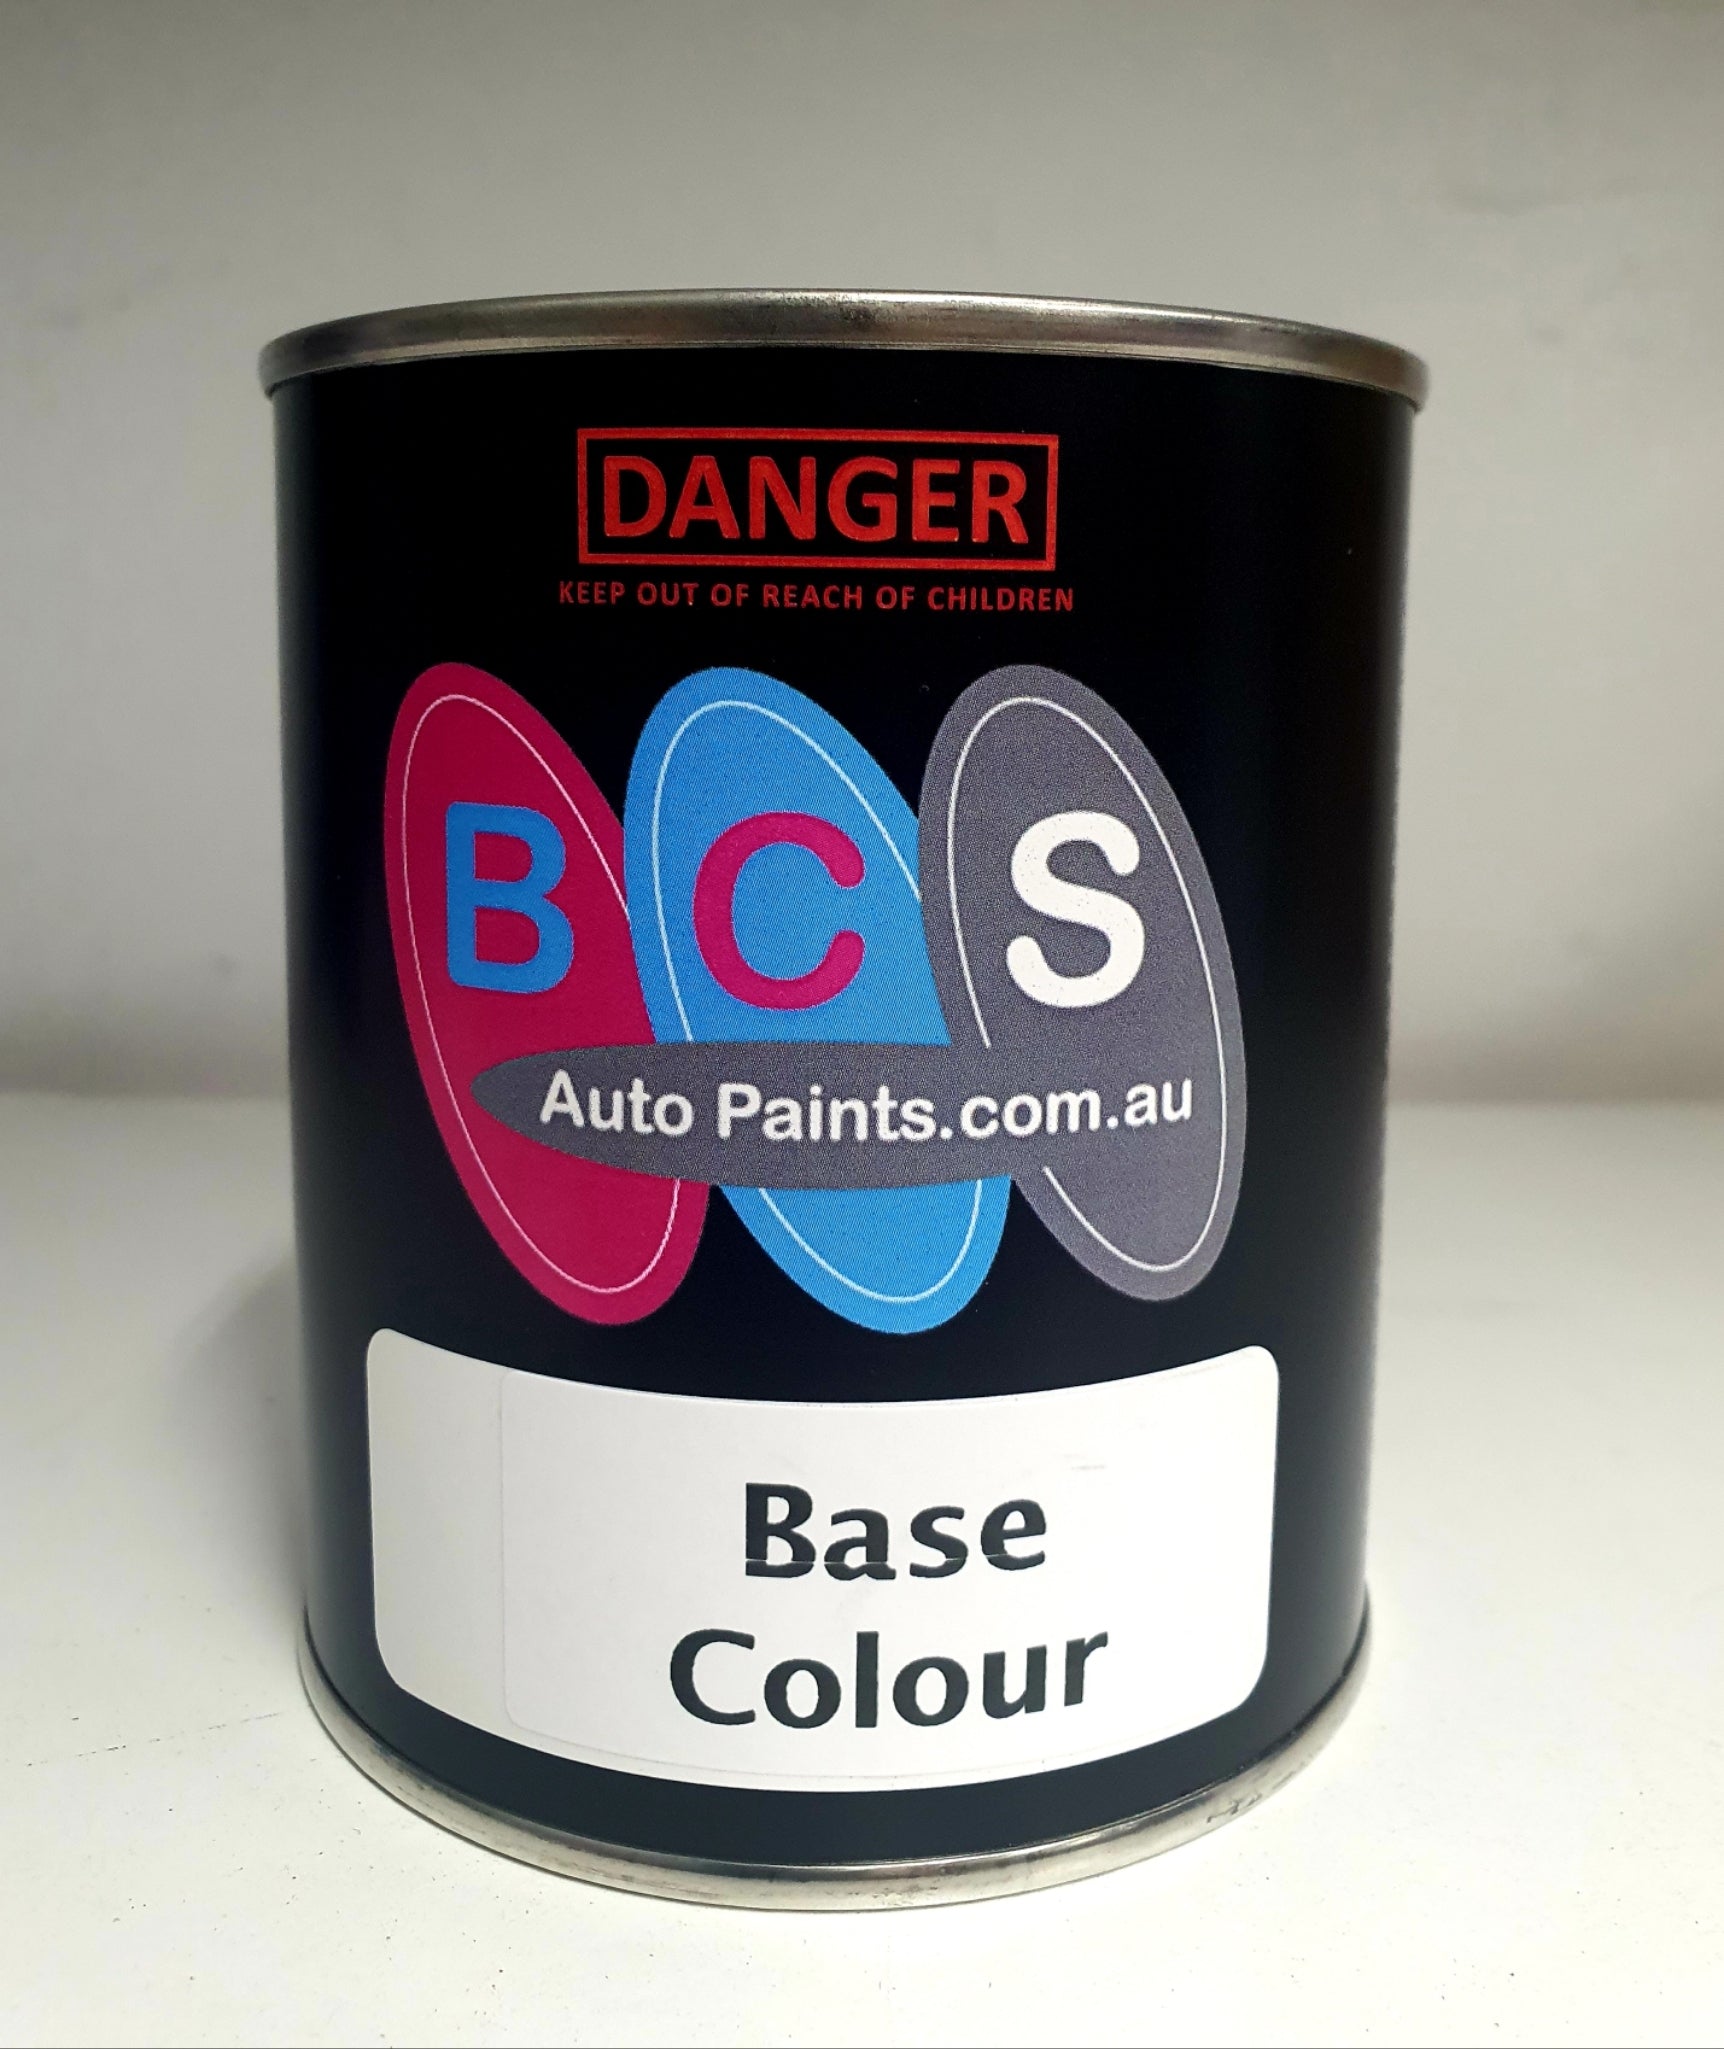 DANGER
KEEP OUT OF REACH OF CHILDREN
BCS
Auto Paints.com.au
Base
Colour